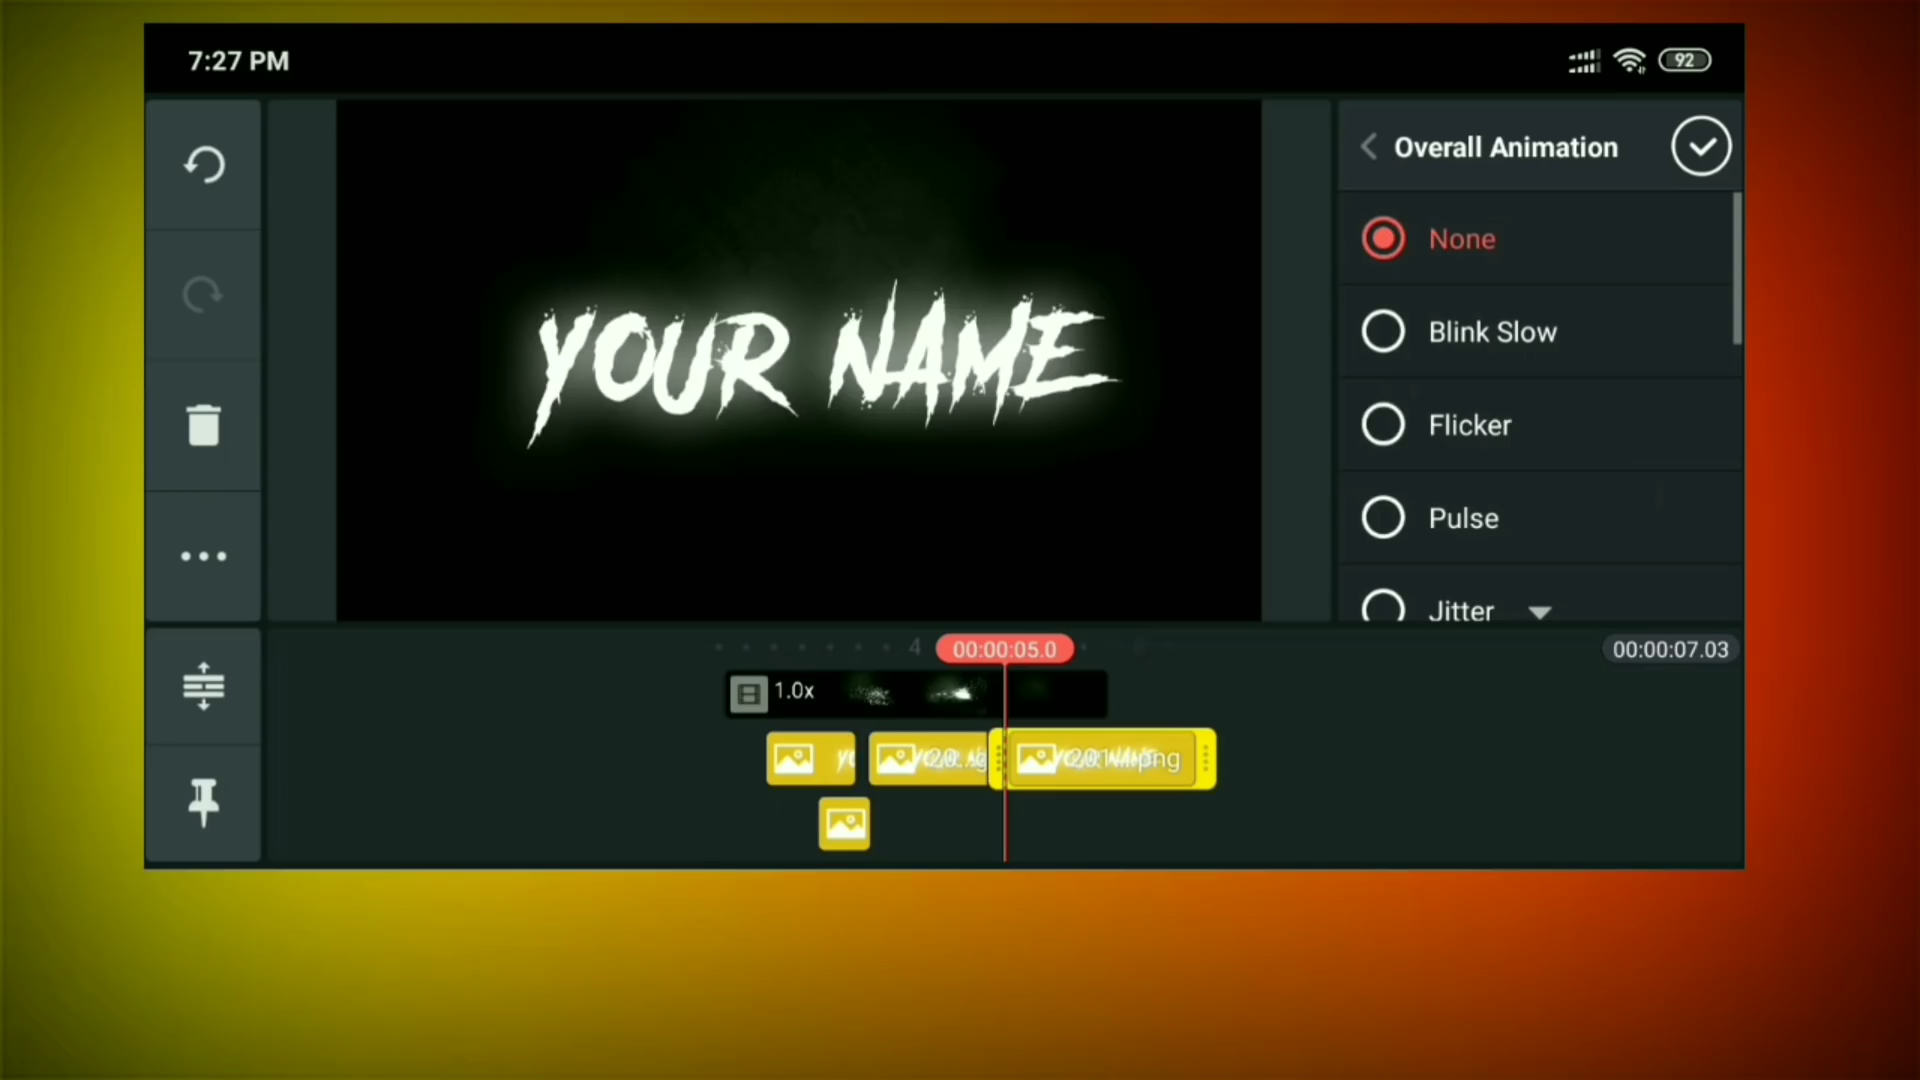 7:27 PM
92
Overall Animation
None
YOUR NAME
Blink Slow
Flicker
Pulse
Jitter
4
00:00:05.0
00:00:07.03
1.0x